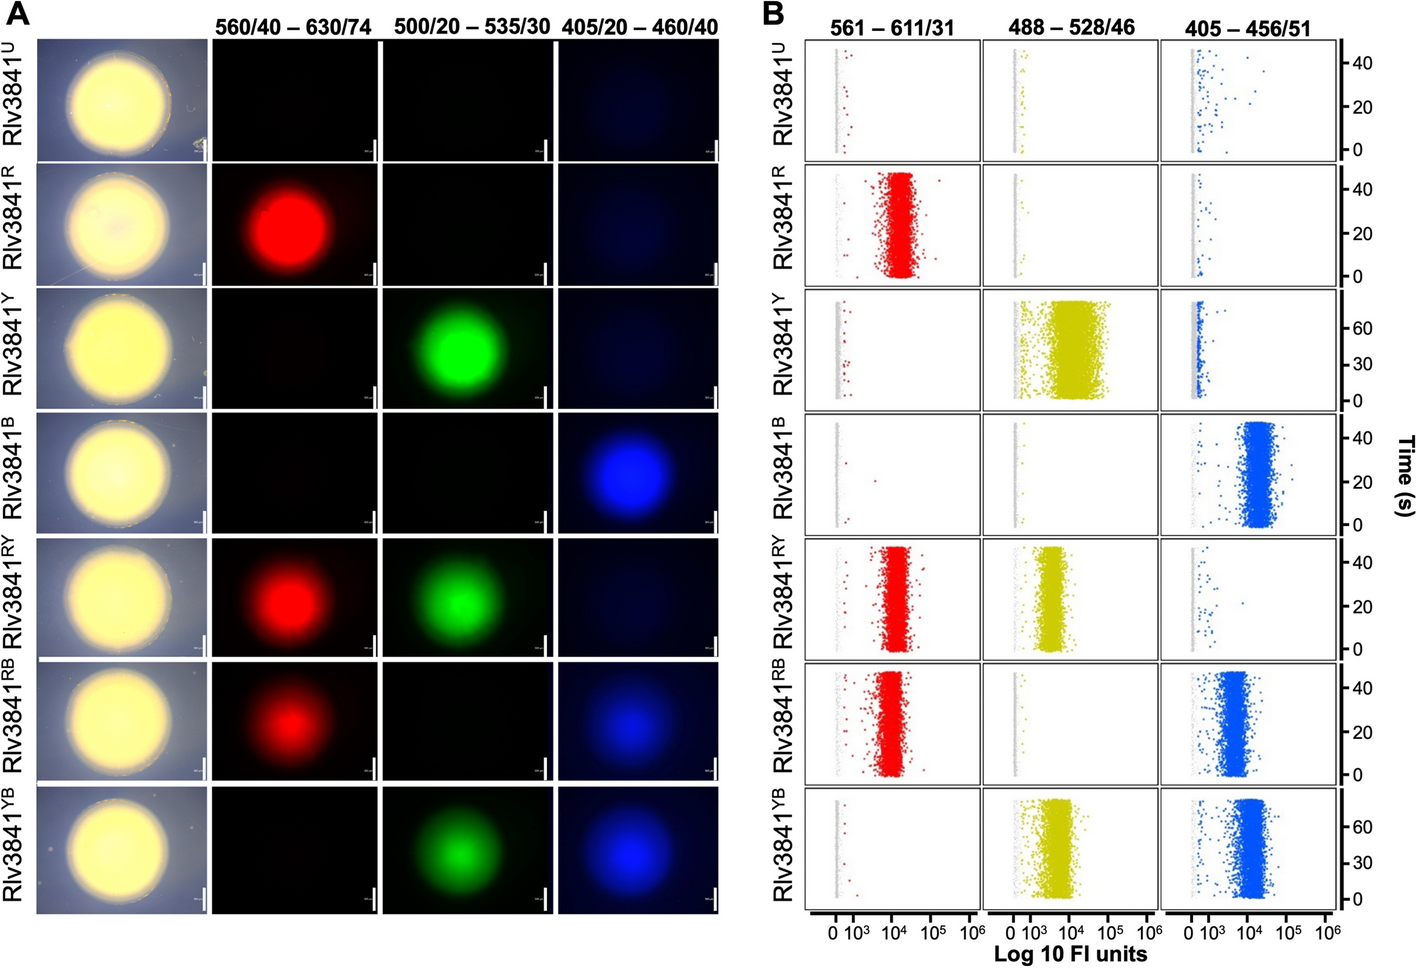 A
560/40 – 630/74 500/20 – 535/30 405/20 – 460/40
B
561 – 611/31 488 – 528/46 405 – 456/51
Rlv3841U
Rlv3841R
Rlv3841Y
Rlv3841B
Rlv3841RY
Rlv3841RB
Rlv3841YB
Rlv3841U
40
20
0
Rlv3841R
40
20
0
Rlv3841Y
60
30
0
Rlv3841B
40
20
0
Rlv3841RY
40
20
0
Rlv3841RB
40
20
0
Rlv3841YB
60
30
0
Time (s)
0 10³ 10⁴ 10⁵ 10⁶ 0 10³ 10⁴ 10⁵ 10⁶ 0 10³ 10⁴ 10⁵ 10⁶
Log 10 FI units